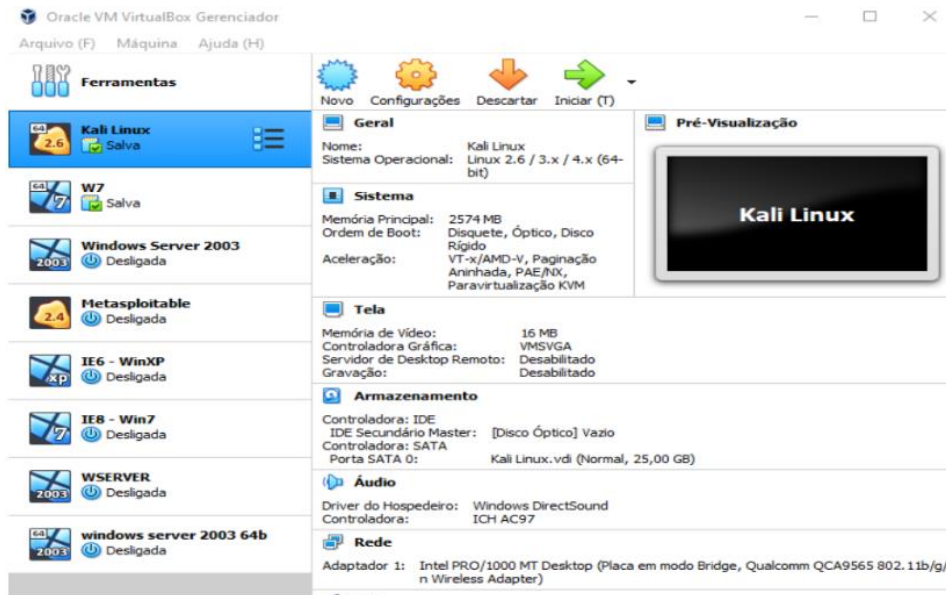 Oracle VM VirtualBox Gerenciador
Arquivo (F) Máquina Ajuda (H)
Ferramentas
64
2.6
Kali Linux
Salva
64
7
W7
Salva
2003
Windows Server 2003
Desligada
2.4
Metasploitable
Desligada
xp
IE6 - WinXP
Desligada
7
IE8 - Win7
Desligada
2003
WSERVER
Desligada
64
2003
windows server 2003 64b
Desligada
Novo Configurações Descartar Iniciar (T)
Geral
Nome: Kali Linux
Sistema Operacional: Linux 2.6 / 3.x / 4.x (64-
bit)
Pré-Visualização
Kali Linux
Sistema
Memória Principal: 2574 MB
Ordem de Boot: Disquete, Óptico, Disco
Rígido
Aceleração: VT-x/AMD-V, Paginação
Aninhada, PAE/NX,
Paravirtualização KVM
Tela
Memória de Vídeo: 16 MB
Controladora Gráfica: VMSVGA
Servidor de Desktop Remoto: Desabilitado
Gravação: Desabilitado
Armazenamento
Controladora: IDE
IDE Secundário Master: [Disco Óptico] Vazio
Controladora: SATA
Porta SATA 0: Kali Linux.vdi (Normal, 25,00 GB)
Áudio
Driver do Hospedeiro: Windows DirectSound
Controladora: ICH AC97
Rede
Adaptador 1: Intel PRO/1000 MT Desktop (Placa em modo Bridge, Qualcomm QCA9565 802.11b/g/
n Wireless Adapter)